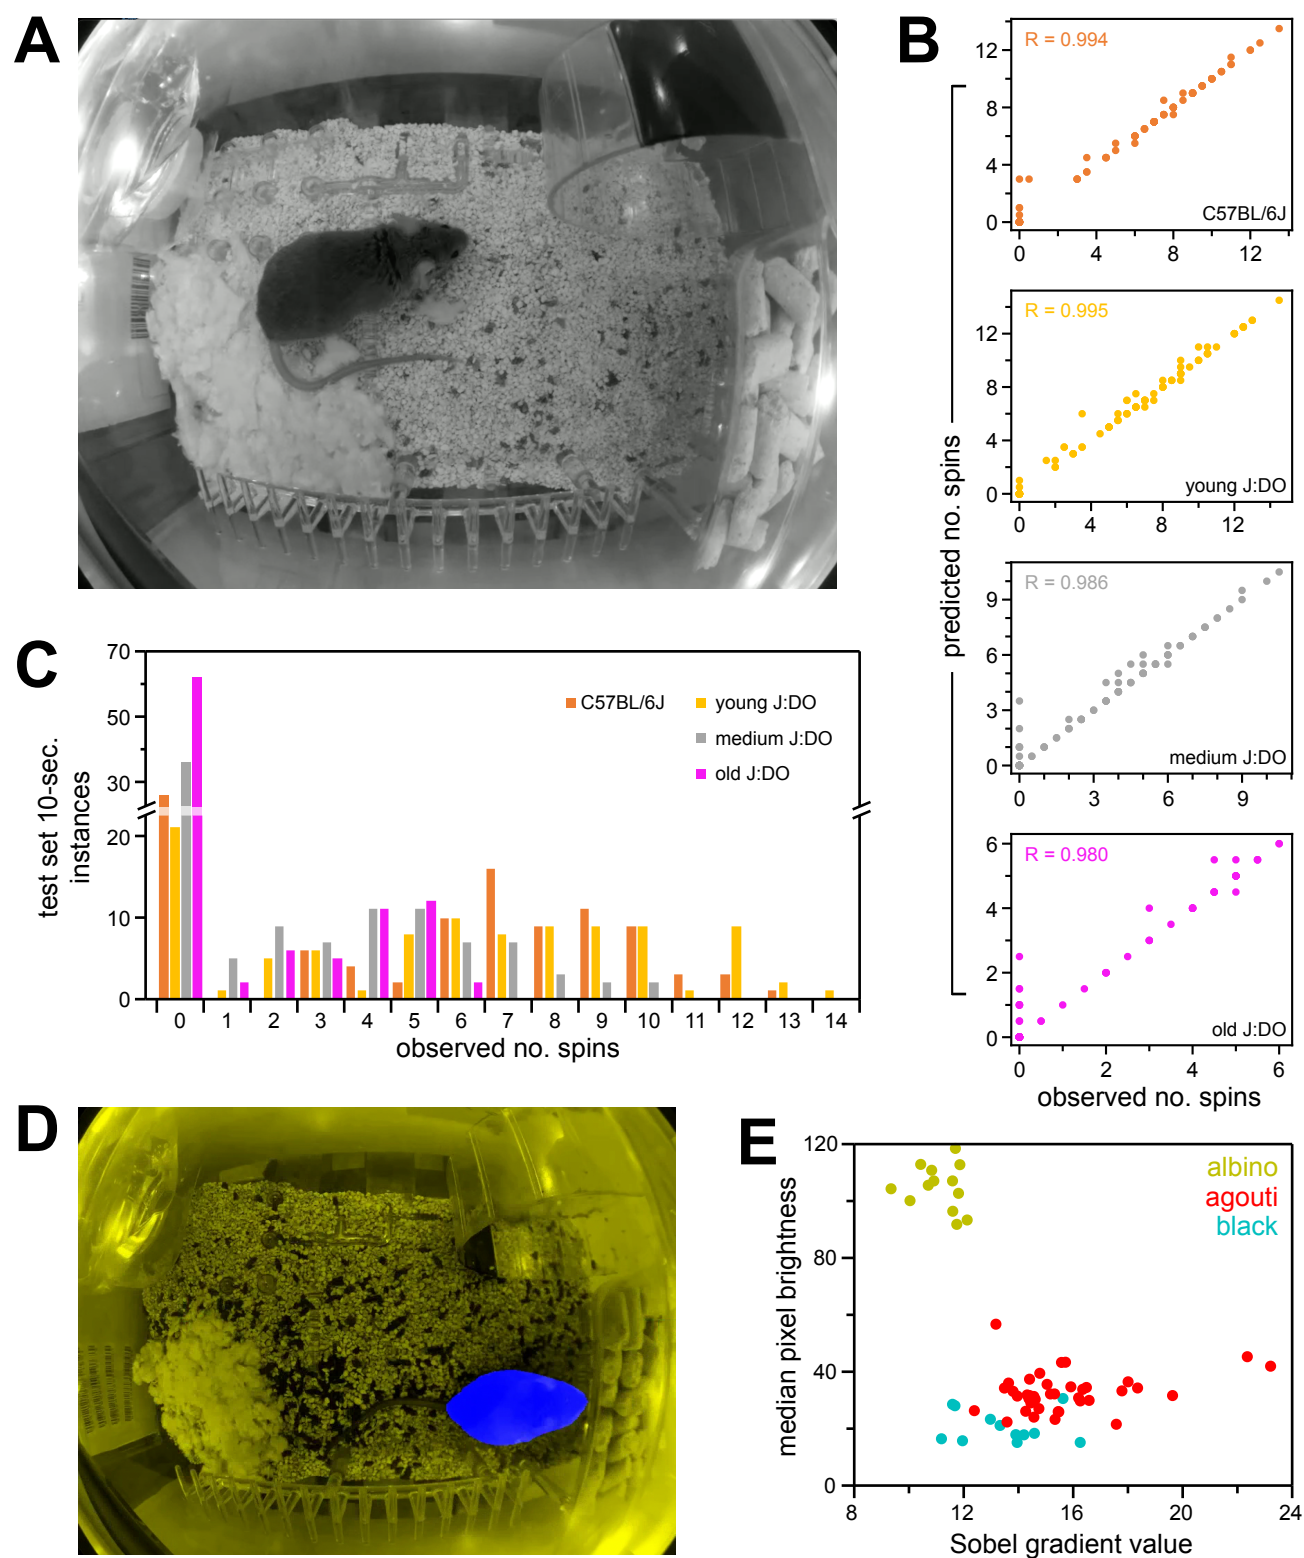 A
B
R = 0.994
12
8
4
0
C57BL/6J
0 4 8 12
R = 0.995
12
8
4
0
young J:DO
0 4 8 12
R = 0.986
9
6
3
0
medium J:DO
0 3 6 9
R = 0.980
6
4
2
0
old J:DO
0 2 4 6
predicted no. spins
observed no. spins
C
70
50
30
20
10
0
test set 10-sec.
instances
C57BL/6J
young J:DO
medium J:DO
old J:DO
0 1 2 3 4 5 6 7 8 9 10 11 12 13 14
observed no. spins
D
E
120
80
40
0
median pixel brightness
albino
agouti
black
8 12 16 20 24
Sobel gradient value